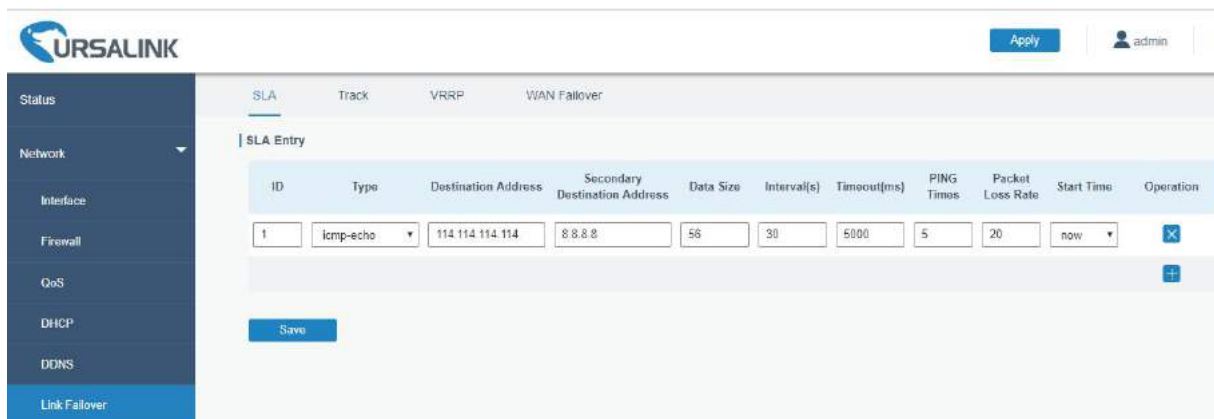 URSALINK
Apply
admin
Status
SLA Track VRRP WAN Failover
Network
SLA Entry
ID Type Destination Address Secondary Destination Address Data Size Interval(s) Timeout(ms) PING Times Packet Loss Rate Start Time Operation
1 icmp-echo 114.114.114.114 8.8.8.8 56 30 5000 5 20 now
Interface
Firewall
QoS
DHCP
Save
DDNS
Link Failover